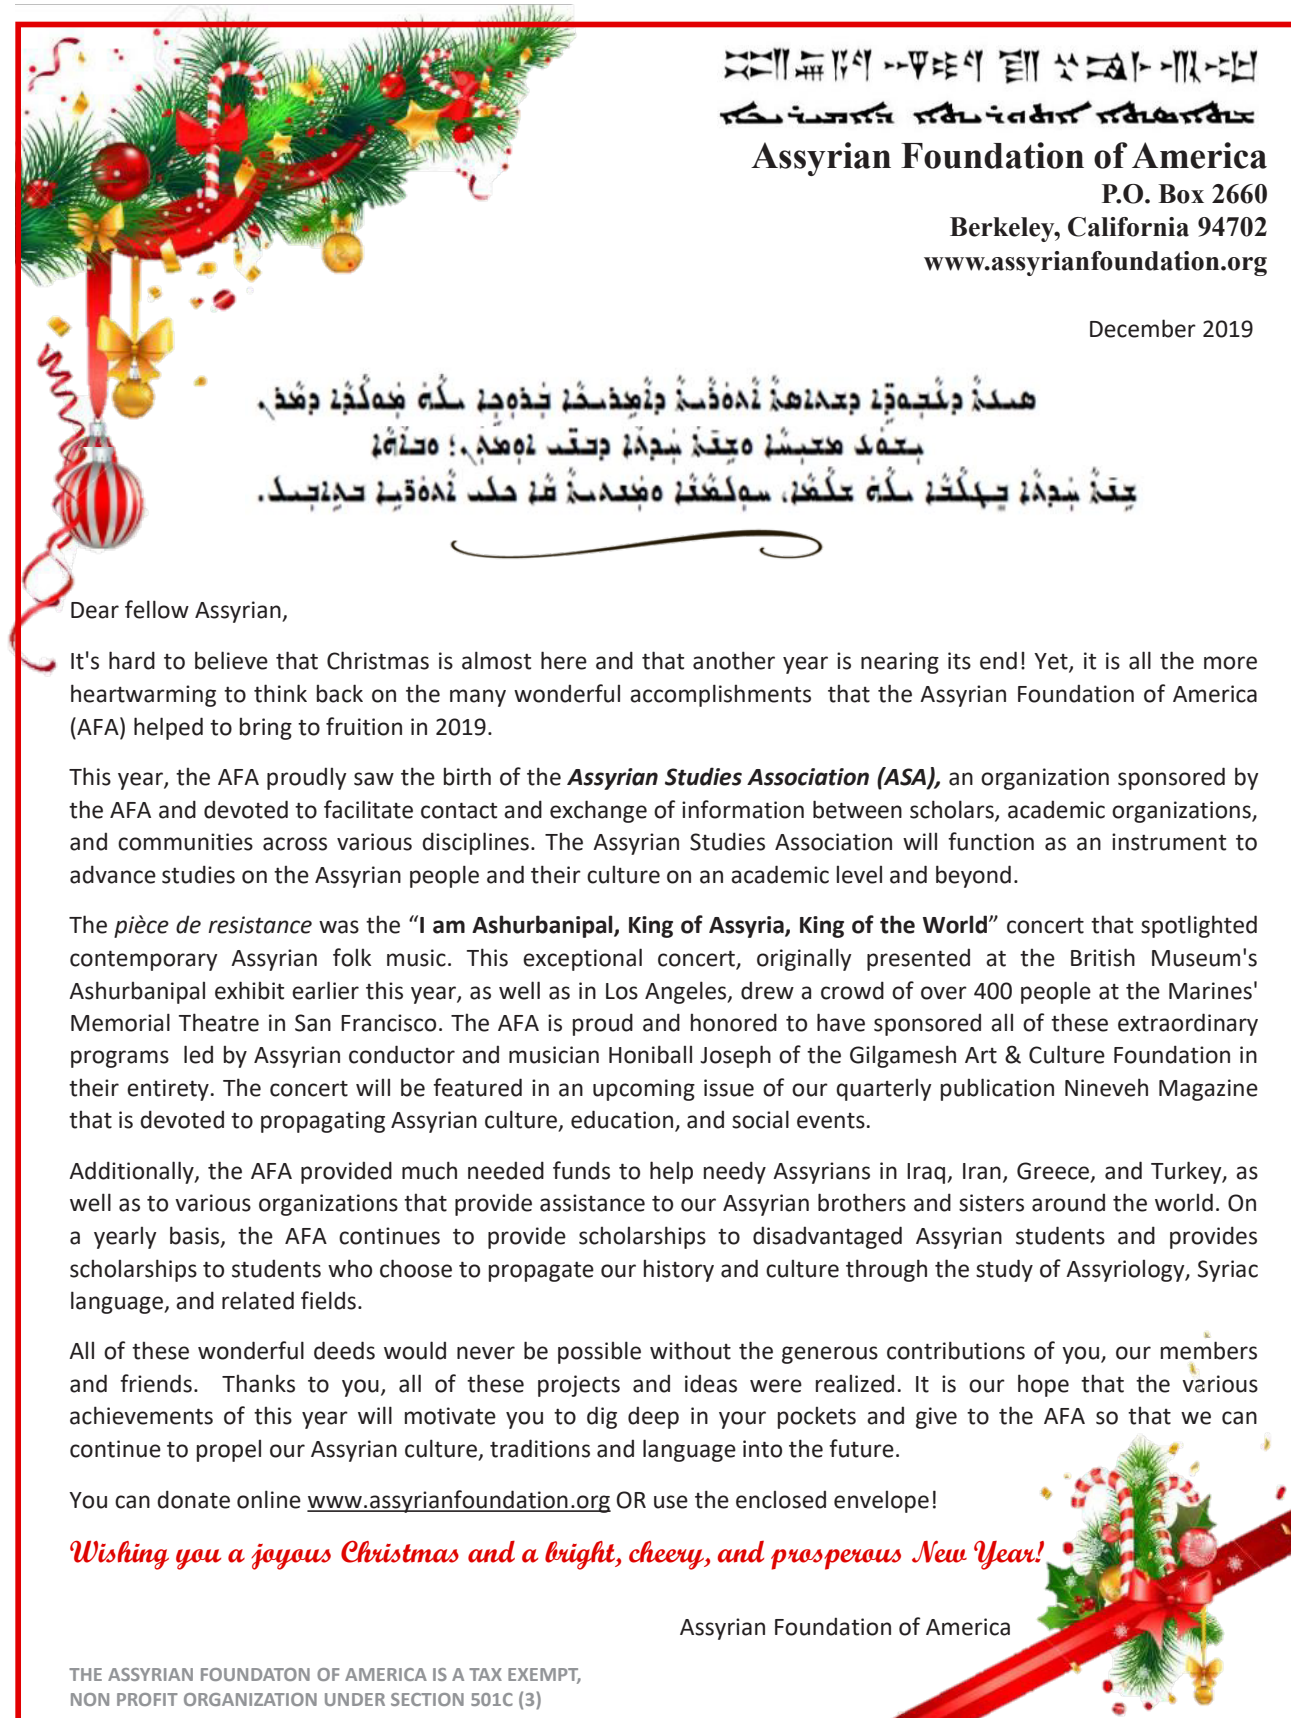 Assyrian Foundation of America
P.O. Box 2660
Berkeley, California 94702
www.assyrianfoundation.org
December 2019
Dear fellow Assyrian,
It's hard to believe that Christmas is almost here and that another year is nearing its end! Yet, it is all the more
heartwarming to think back on the many wonderful accomplishments that the Assyrian Foundation of America
(AFA) helped to bring to fruition in 2019.
This year, the AFA proudly saw the birth of the Assyrian Studies Association (ASA), an organization sponsored by
the AFA and devoted to facilitate contact and exchange of information between scholars, academic organizations,
and communities across various disciplines. The Assyrian Studies Association will function as an instrument to
advance studies on the Assyrian people and their culture on an academic level and beyond.
The pièce de resistance was the “I am Ashurbanipal, King of Assyria, King of the World” concert that spotlighted
contemporary Assyrian folk music. This exceptional concert, originally presented at the British Museum's
Ashurbanipal exhibit earlier this year, as well as in Los Angeles, drew a crowd of over 400 people at the Marines'
Memorial Theatre in San Francisco. The AFA is proud and honored to have sponsored all of these extraordinary
programs led by Assyrian conductor and musician Honiball Joseph of the Gilgamesh Art & Culture Foundation in
their entirety. The concert will be featured in an upcoming issue of our quarterly publication Nineveh Magazine
that is devoted to propagating Assyrian culture, education, and social events.
Additionally, the AFA provided much needed funds to help needy Assyrians in Iraq, Iran, Greece, and Turkey, as
well as to various organizations that provide assistance to our Assyrian brothers and sisters around the world. On
a yearly basis, the AFA continues to provide scholarships to disadvantaged Assyrian students and provides
scholarships to students who choose to propagate our history and culture through the study of Assyriology, Syriac
language, and related fields.
All of these wonderful deeds would never be possible without the generous contributions of you, our members
and friends. Thanks to you, all of these projects and ideas were realized. It is our hope that the various
achievements of this year will motivate you to dig deep in your pockets and give to the AFA so that we can
continue to propel our Assyrian culture, traditions and language into the future.
You can donate online www.assyrianfoundation.org OR use the enclosed envelope!
Wishing you a joyous Christmas and a bright, cheery, and prosperous New Year!
Assyrian Foundation of America
THE ASSYRIAN FOUNDATON OF AMERICA IS A TAX EXEMPT,
NON PROFIT ORGANIZATION UNDER SECTION 501C (3)